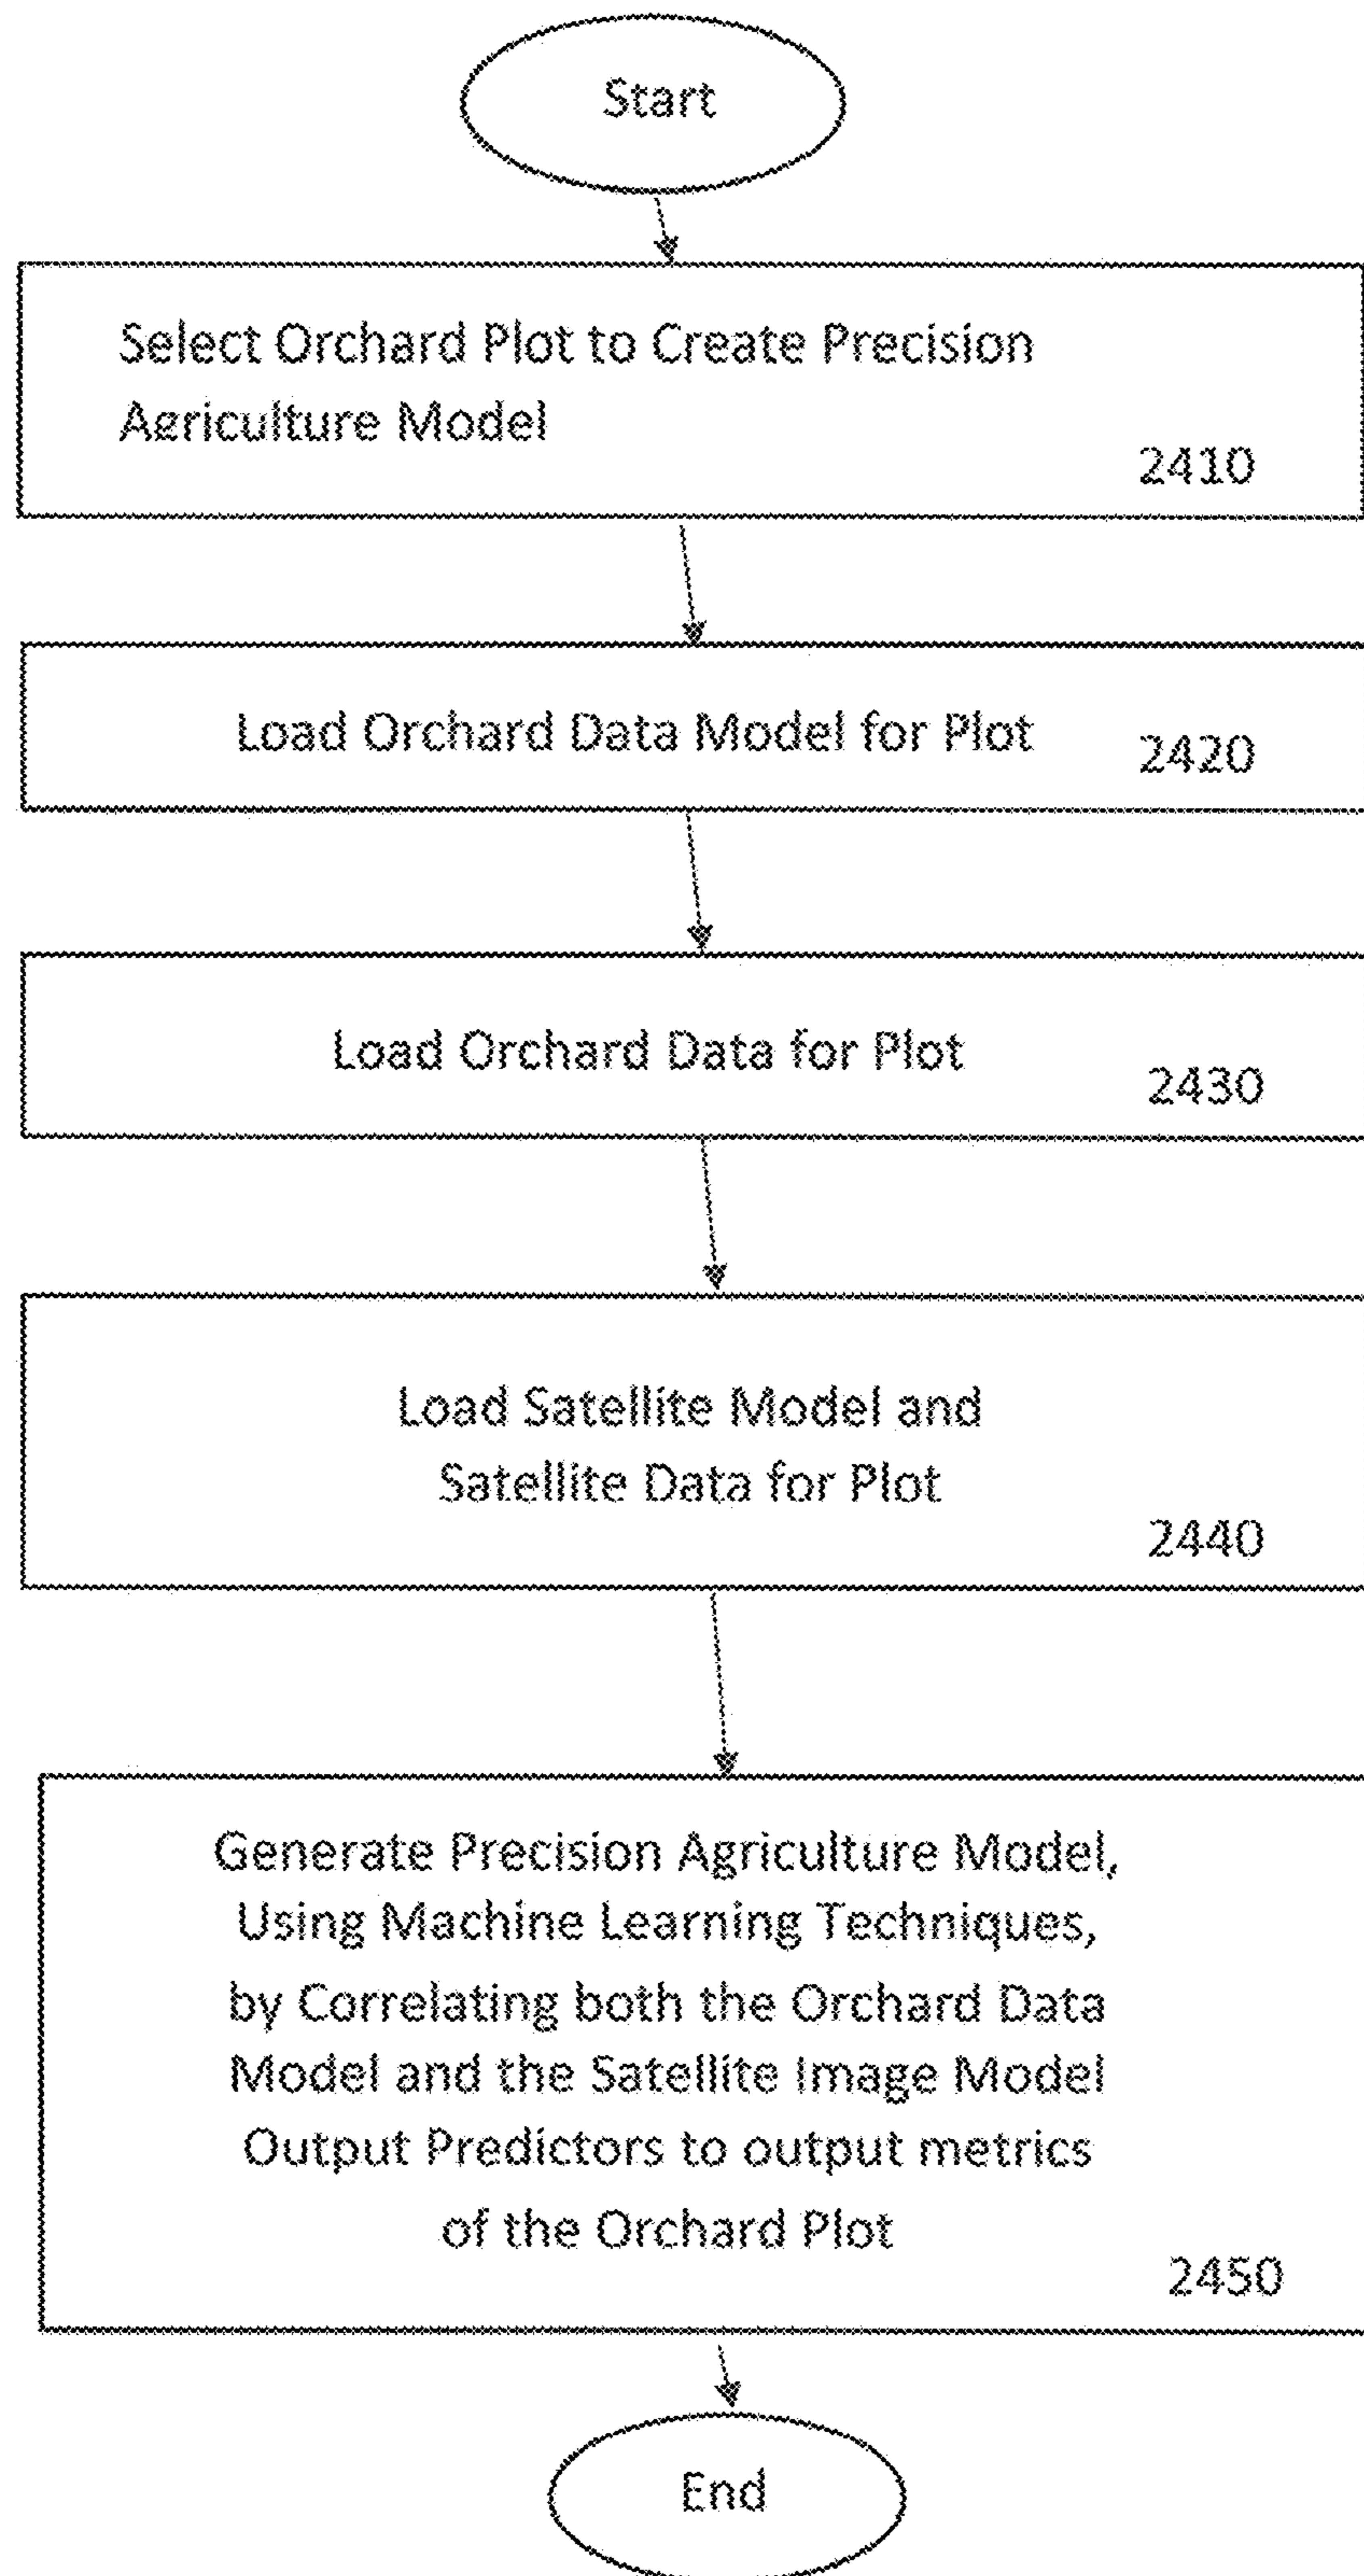 Start
Select Orchard Plot to Create Precision
Agriculture Model
2410
Load Orchard Data Model for Plot
2420
Load Orchard Data for Plot
2430
Load Satellite Model and
Satellite Data for Plot
2440
Generate Precision Agriculture Model,
Using Machine Learning Techniques,
by Correlating both the Orchard Data
Model and the Satellite Image Model
Output Predictors to output metrics
of the Orchard Plot
2450
End